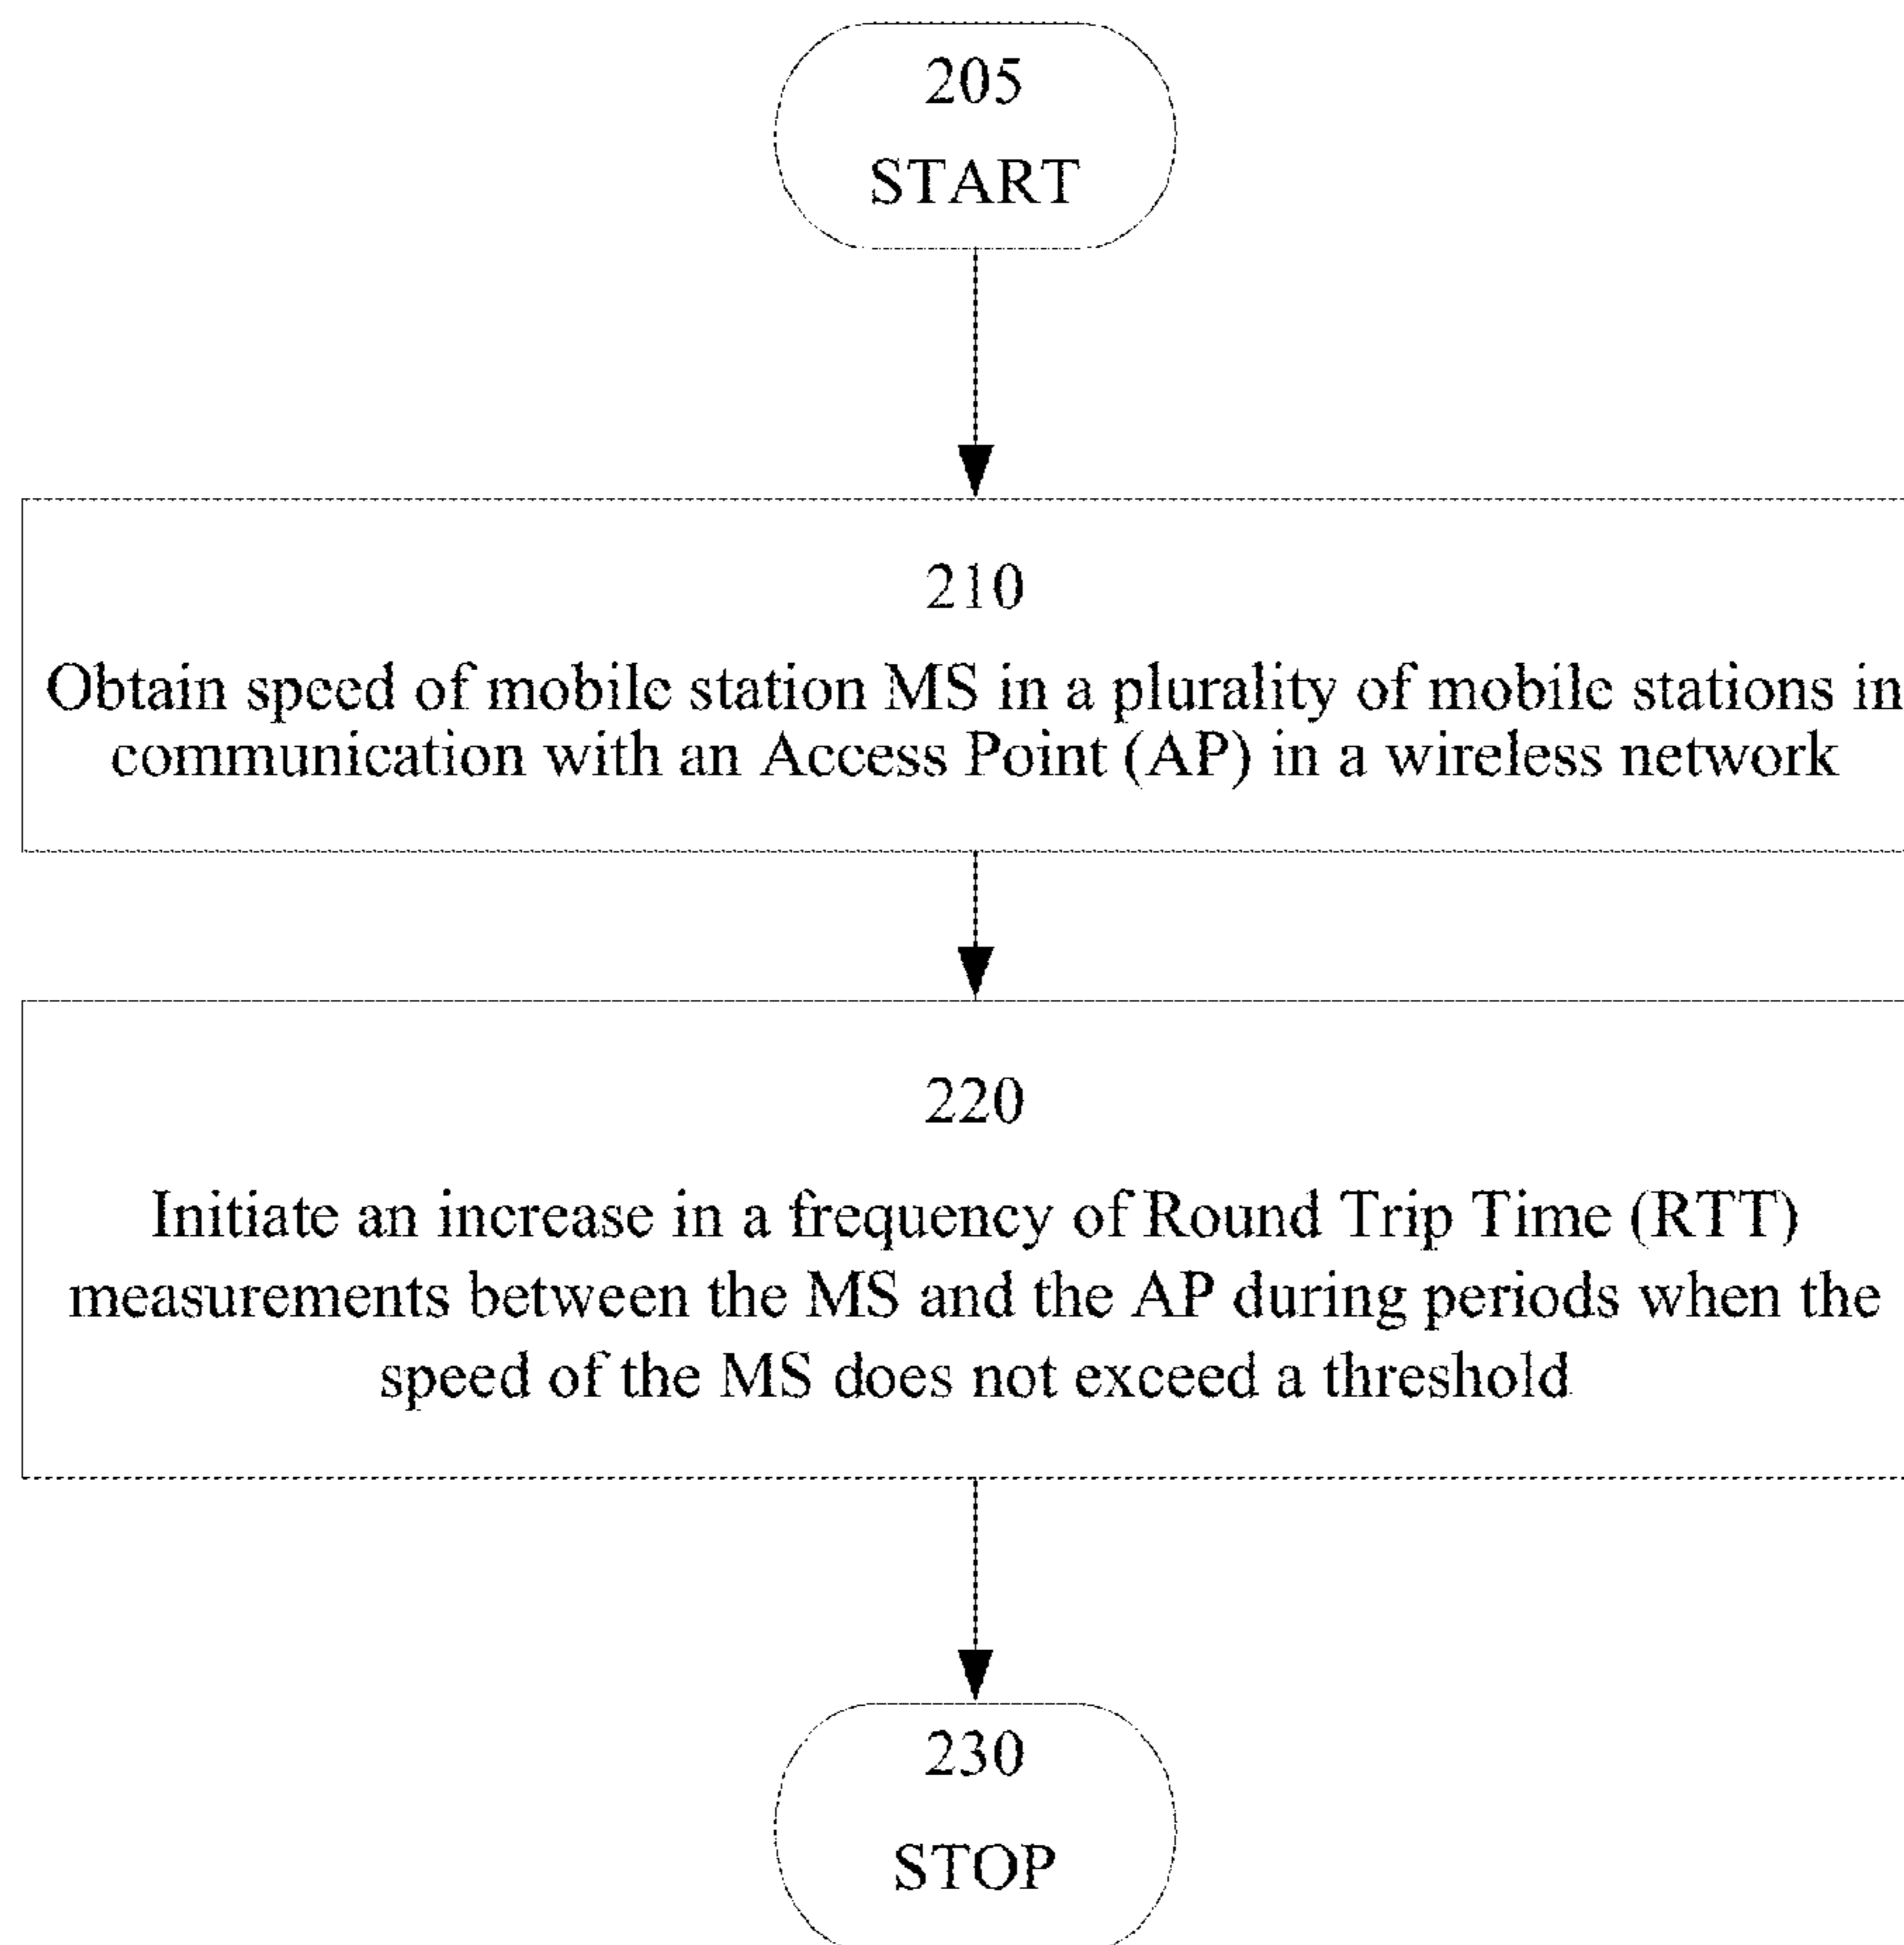 205
START
210
Obtain speed of mobile station MS in a plurality of mobile stations in
communication with an Access Point (AP) in a wireless network
220
Initiate an increase in a frequency of Round Trip Time (RTT)
measurements between the MS and the AP during periods when the
speed of the MS does not exceed a threshold
230
STOP